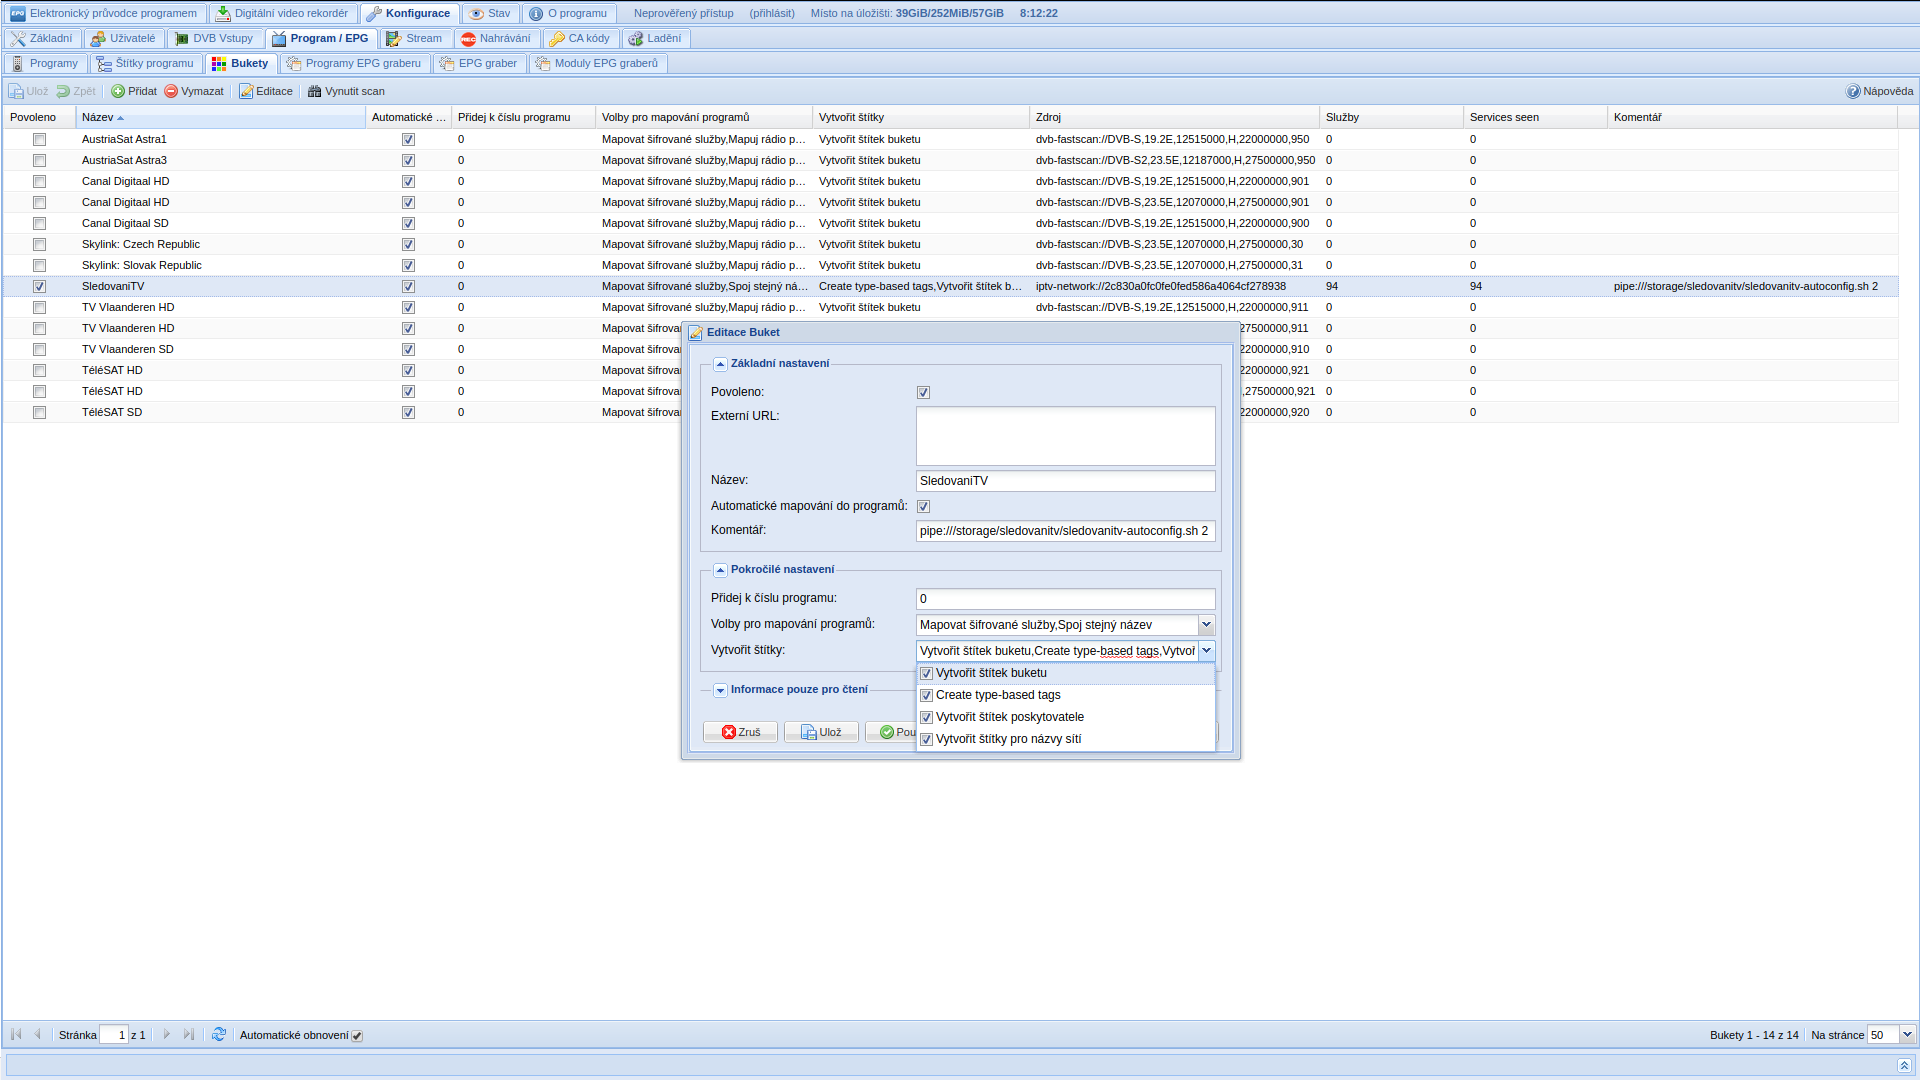 EPG Elektronický průvodce programem Digitální video rekordér Konfigurace Stav O programu Neprověřený přístup (přihlásit) Místo na úložišti: 39GiB/252MiB/57GiB 8:12:22
Základní Uživatelé DVB Vstupy Program / EPG Stream REC Nahrávání CA kódy Ladění
Programy Štítky programu Bukety Programy EPG graberu EPG graber Moduly EPG graberů
Ulož Zpět Přidat Vymazat Editace Vynutit scan Nápověda
Povoleno Název Automatické ... Přidej k číslu programu Volby pro mapování programů Vytvořit štítky Zdroj Služby Services seen Komentář
AustriaSat Astra1 0 Mapovat šifrované služby,Mapuj rádio p... Vytvořit štítek buketu dvb-fastscan://DVB-S,19.2E,12515000,H,22000000,950 0 0
AustriaSat Astra3 0 Mapovat šifrované služby,Mapuj rádio p... Vytvořit štítek buketu dvb-fastscan://DVB-S2,23.5E,12187000,H,27500000,950 0 0
Canal Digitaal HD 0 Mapovat šifrované služby,Mapuj rádio p... Vytvořit štítek buketu dvb-fastscan://DVB-S,19.2E,12515000,H,22000000,901 0 0
Canal Digitaal HD 0 Mapovat šifrované služby,Mapuj rádio p... Vytvořit štítek buketu dvb-fastscan://DVB-S,23.5E,12070000,H,27500000,901 0 0
Canal Digitaal SD 0 Mapovat šifrované služby,Mapuj rádio p... Vytvořit štítek buketu dvb-fastscan://DVB-S,19.2E,12515000,H,22000000,900 0 0
Skylink: Czech Republic 0 Mapovat šifrované služby,Mapuj rádio p... Vytvořit štítek buketu dvb-fastscan://DVB-S,23.5E,12070000,H,27500000,30 0 0
Skylink: Slovak Republic 0 Mapovat šifrované služby,Mapuj rádio p... Vytvořit štítek buketu dvb-fastscan://DVB-S,23.5E,12070000,H,27500000,31 0 0
SledovaniTV 0 Mapovat šifrované služby,Spoj stejný ná... Create type-based tags,Vytvořit štítek b... iptv-network://2c830a0fc0fe0fed586a4064cf278938 94 94 pipe:///storage/sledovanitv/sledovanitv-autoconfig.sh 2
TV Vlaanderen HD 0 Mapovat šifrované služby,Mapuj rádio p... Vytvořit štítek buketu dvb-fastscan://DVB-S,19.2E,12515000,H,22000000,911 0 0
TV Vlaanderen HD 0 Mapovat šifrova 27500000,911 0 0
TV Vlaanderen SD 0 Mapovat šifrova 22000000,910 0 0
TéléSAT HD 0 Mapovat šifrova 22000000,921 0 0
TéléSAT HD 0 Mapovat šifrova ,27500000,921 0 0
TéléSAT SD 0 Mapovat šifrova 22000000,920 0 0
Editace Buket
Základní nastavení
Povoleno:
Externí URL:
Název: SledovaniTV
Automatické mapování do programů:
Komentář: pipe:///storage/sledovanitv/sledovanitv-autoconfig.sh 2
Pokročilé nastavení
Přidej k číslu programu: 0
Volby pro mapování programů: Mapovat šifrované služby,Spoj stejný název
Vytvořit štítky: Vytvořit štítek buketu,Create type-based tags,Vytvoř
Vytvořit štítek buketu
Create type-based tags
Vytvořit štítek poskytovatele
Vytvořit štítky pro názvy sítí
Informace pouze pro čtení
Zruš Ulož Pou
Stránka 1 z 1 Automatické obnovení Bukety 1 - 14 z 14 Na stránce 50